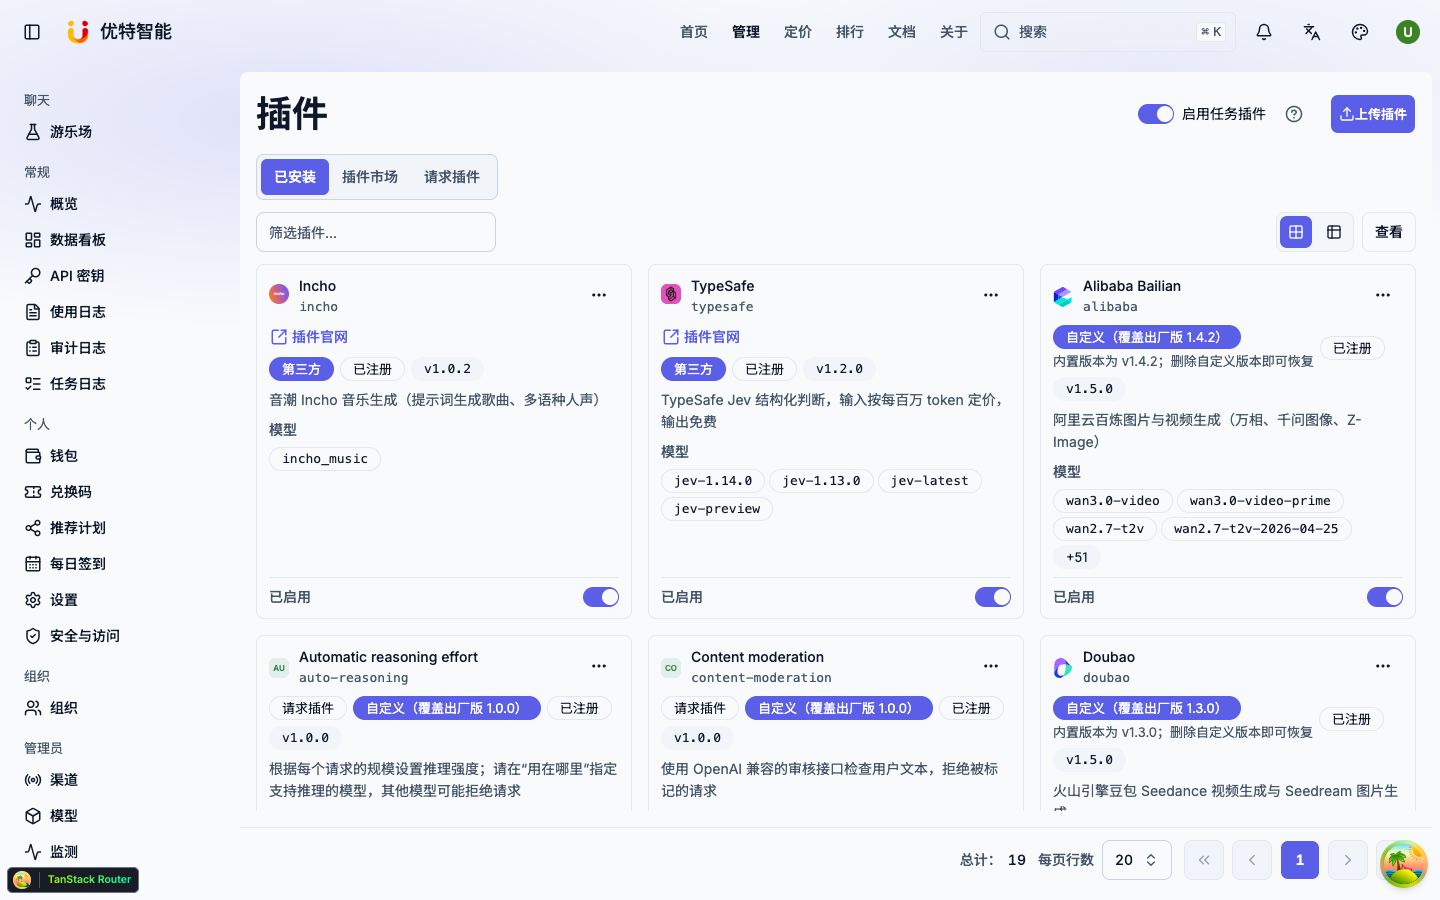 优特智能
首页
管理
定价
排行
文档
关于
搜索
⌘ K
U
聊天
游乐场
常规
概览
数据看板
API 密钥
使用日志
审计日志
任务日志
个人
钱包
兑换码
推荐计划
每日签到
设置
安全与访问
组织
组织
管理员
渠道
模型
监测
TanStack Router
插件
启用任务插件
上传插件
已安装
插件市场
请求插件
筛选插件...
查看
Incho
incho
插件官网
第三方
已注册
v1.0.2
音潮 Incho 音乐生成（提示词生成歌曲、多语种人声）
模型
incho_music
已启用
TypeSafe
typesafe
插件官网
第三方
已注册
v1.2.0
TypeSafe Jev 结构化判断，输入按每百万 token 定价，
输出免费
模型
jev-1.14.0
jev-1.13.0
jev-latest
jev-preview
已启用
Alibaba Bailian
alibaba
自定义（覆盖出厂版 1.4.2）
内置版本为 v1.4.2；删除自定义版本即可恢复
已注册
v1.5.0
阿里云百炼图片与视频生成（万相、千问图像、Z-
Image）
模型
wan3.0-video
wan3.0-video-prime
wan2.7-t2v
wan2.7-t2v-2026-04-25
+51
已启用
AU
Automatic reasoning effort
auto-reasoning
请求插件
自定义（覆盖出厂版 1.0.0）
已注册
v1.0.0
根据每个请求的规模设置推理强度；请在“用在哪里”指定
支持推理的模型，其他模型可能拒绝请求
CO
Content moderation
content-moderation
请求插件
自定义（覆盖出厂版 1.0.0）
已注册
v1.0.0
使用 OpenAI 兼容的审核接口检查用户文本，拒绝被标
记的请求
Doubao
doubao
自定义（覆盖出厂版 1.3.0）
内置版本为 v1.3.0；删除自定义版本即可恢复
已注册
v1.5.0
火山引擎豆包 Seedance 视频生成与 Seedream 图片生
总计：
19
每页行数
20
1